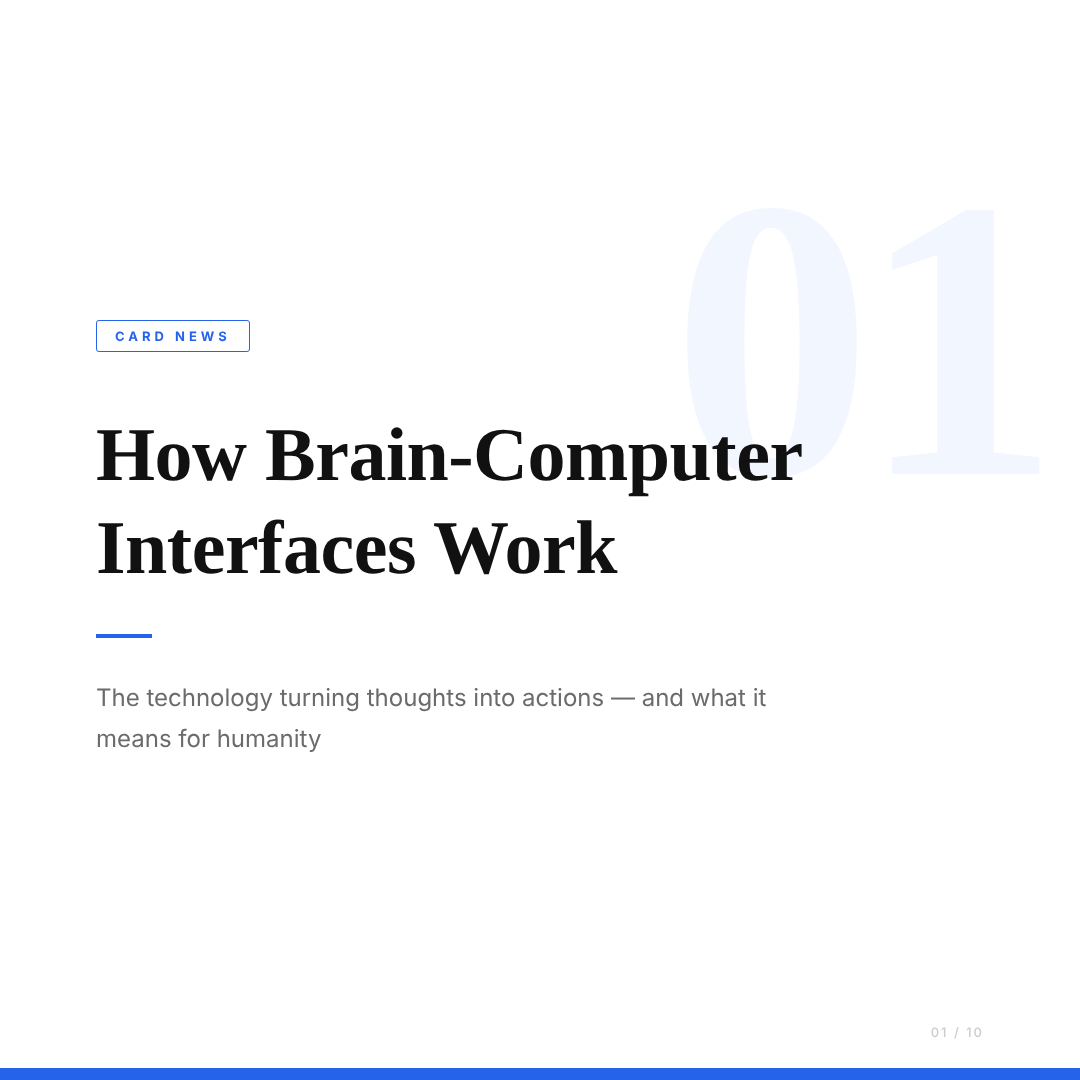 01
CARD NEWS
How Brain-Computer
Interfaces Work
The technology turning thoughts into actions — and what it
means for humanity
01 / 10